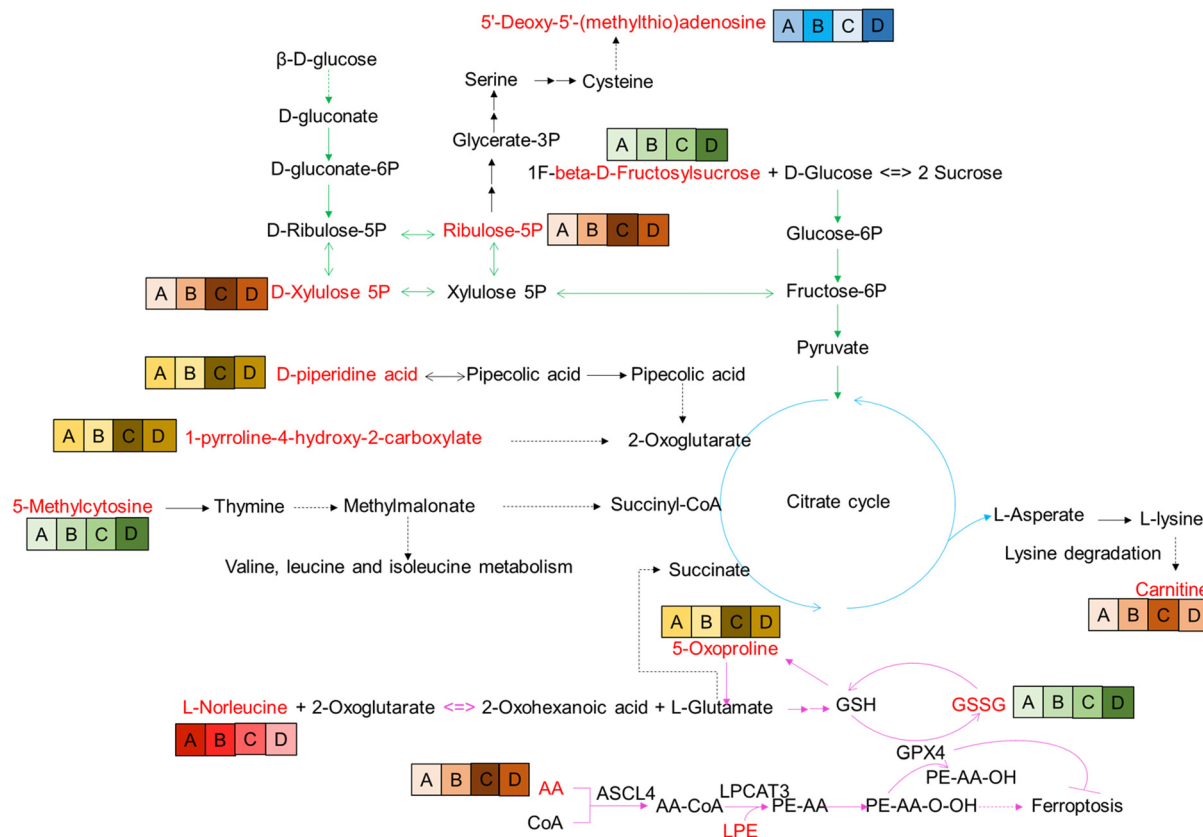 5'-Deoxy-5'-(methylthio)adenosine A B C D
β-D-glucose
Serine Cysteine
D-gluconate
Glycerate-3P A B C D
D-gluconate-6P 1F-beta-D-Fructosylsucrose + D-Glucose <=> 2 Sucrose
D-Ribulose-5P Ribulose-5P A B C D Glucose-6P
A B C D D-Xylulose 5P Xylulose 5P Fructose-6P
Pyruvate
A B C D D-piperidine acid Pipecolic acid Pipecolic acid
A B C D 1-pyrroline-4-hydroxy-2-carboxylate 2-Oxoglutarate
5-Methylcytosine Thymine Methylmalonate Succinyl-CoA Citrate cycle L-Asperate L-lysine
A B C D
Lysine degradation
Valine, leucine and isoleucine metabolism Succinate
Carnitine
A B C D
A B C D
5-Oxoproline
L-Norleucine + 2-Oxoglutarate <=> 2-Oxohexanoic acid + L-Glutamate GSH GSSG A B C D
A B C D
GPX4
A B C D AA ASCL4 LPCAT3 PE-AA-OH
CoA AA-CoA PE-AA PE-AA-O-OH Ferroptosis
LPE